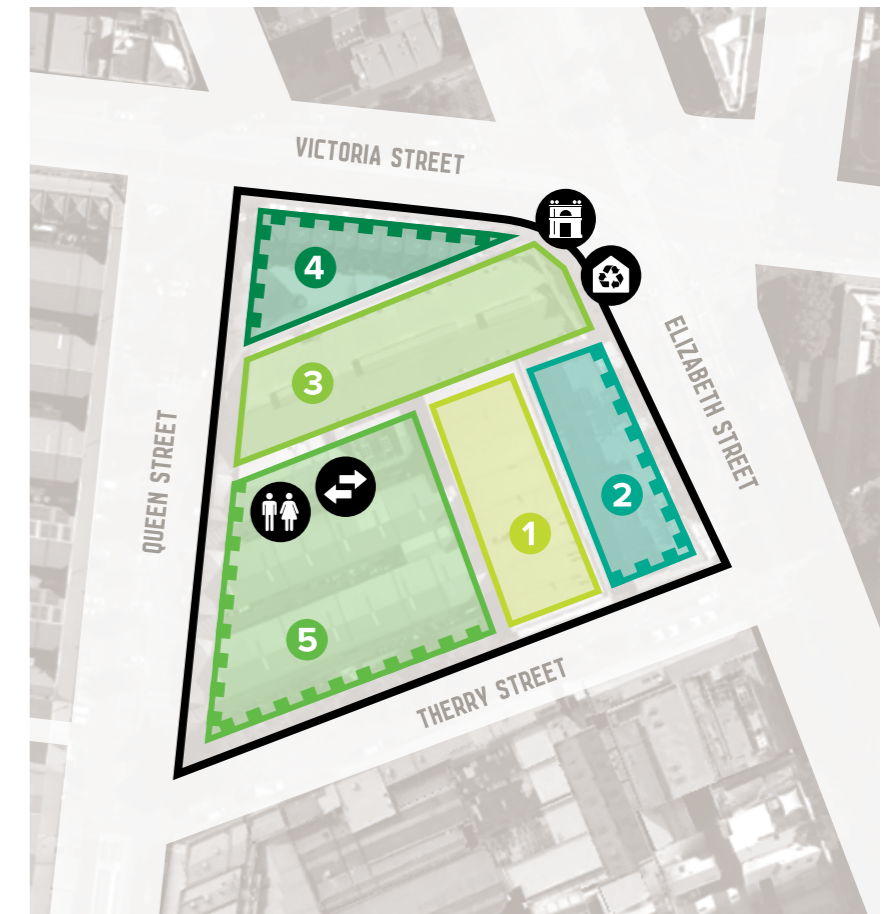 VICTORIA STREET
4
ELIZABETH STREET
3
QUEEN STREET
2
1
5
THERRY STREET